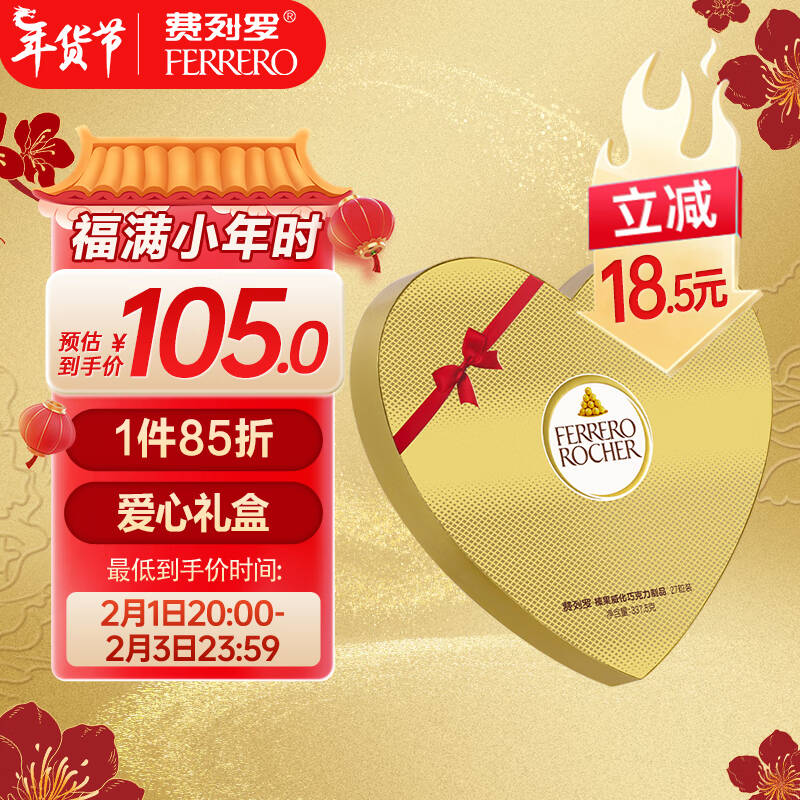 年货节
费列罗®
FERRERO
福满小年时
预估
到手价
¥105.0
1件85折
爱心礼盒
最低到手价时间:
2月1日20:00-
2月3日23:59
立减
18.5元
FERRERO
ROCHER
费列罗 榛果威化巧克力制品 27粒装
净含量:337.5克